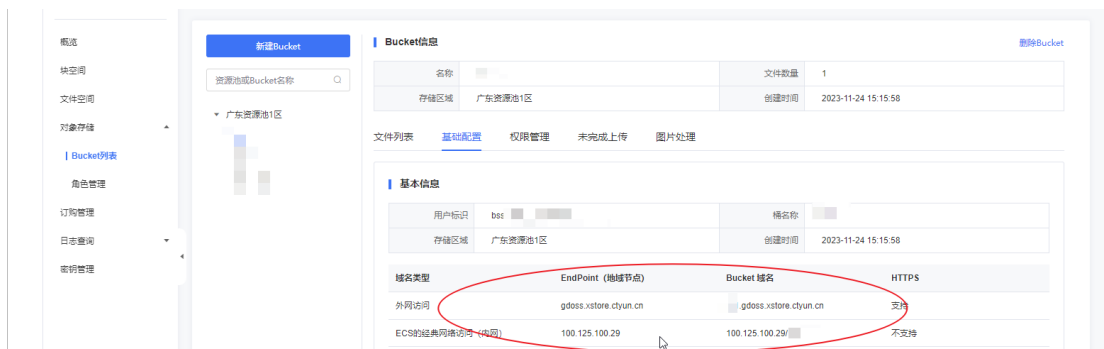 概览
块空间
文件空间
对象存储
Bucket列表
角色管理
订购管理
日志查询
密钥管理
新建Bucket
资源池或Bucket名称
广东资源池1区
Bucket信息 删除Bucket
名称 文件数量 1
存储区域 广东资源池1区 创建时间 2023-11-24 15:15:58
文件列表 基础配置 权限管理 未完成上传 图片处理
基本信息
用户标识 bss 桶名称
存储区域 广东资源池1区 创建时间 2023-11-24 15:15:58
域名类型 EndPoint（地域节点） Bucket 域名 HTTPS
外网访问 gdoss.xstore.ctyun.cn .gdoss.xstore.ctyun.cn 支持
ECS的经典网络访问（内网） 100.125.100.29 100.125.100.29/ 不支持